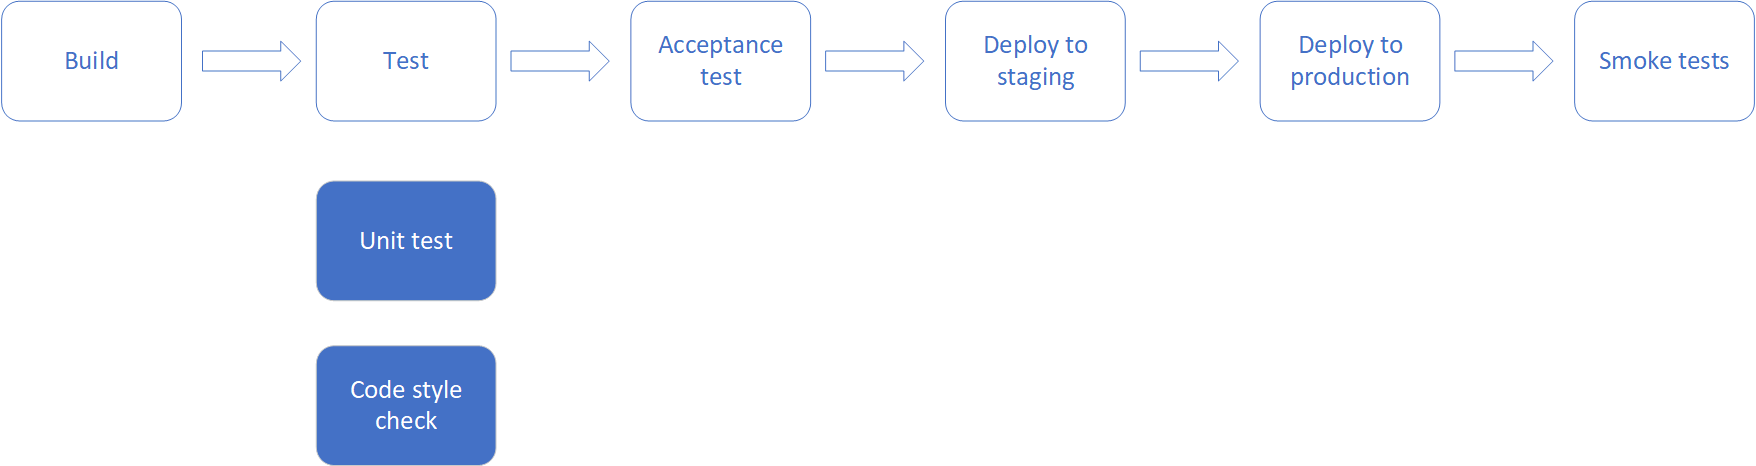 Build
Test
Acceptance
test
Deploy to
staging
Deploy to
production
Smoke tests
Unit test
Code style
check